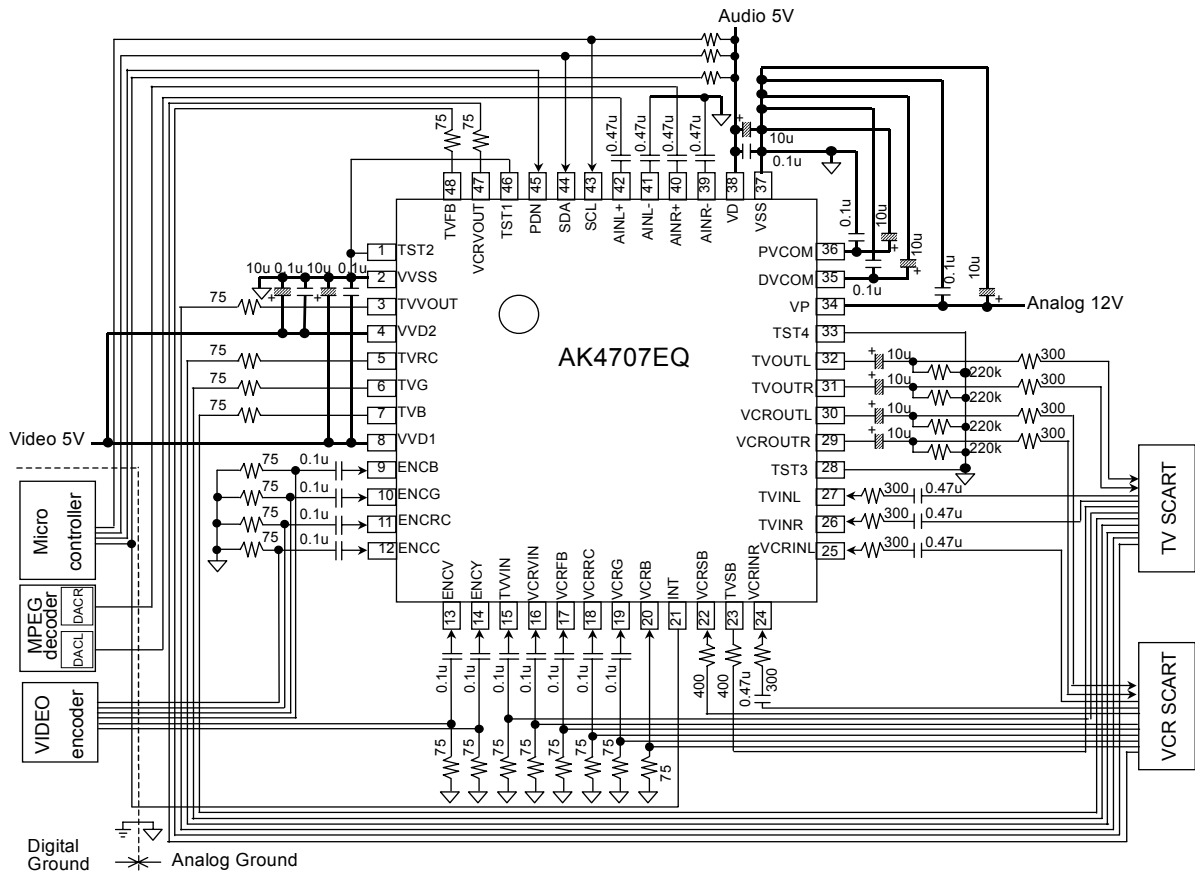 Audio 5V
75
75
0.47u
0.47u
0.47u
0.47u
10u
0.1u
48
47
46
45
44
43
42
41
40
39
38
37
TVFB
VCRVOUT
TST1
PDN
SDA
SCL
AINL+
AINL-
AINR+
AINR-
VD
VSS
0.1u
10u
10u
0.1u
0.1u
10u
1 TST2
10u 0.1u 10u 0.1u
2 VVSS
75
3 TVVOUT
4 VVD2
75
5 TVRC
75
6 TVG
75
7 TVB
Video 5V
8 VVD1
75 0.1u
9 ENCB
75 0.1u
10 ENCG
75 0.1u
11 ENCRC
75 0.1u
12 ENCC
AK4707EQ
PVCOM 36
DVCOM 35
VP 34
Analog 12V
TST4 33
TVOUTL 32
+ 10u
300
220k
TVOUTR 31
+ 10u
300
220k
VCROUTL 30
+ 10u
300
220k
VCROUTR 29
+ 10u
300
220k
TST3 28
TVINL 27
300 0.47u
TVINR 26
300 0.47u
VCRINL 25
300 0.47u
TV SCART
VCR SCART
Micro controller
MPEG decoder
DACR
DACL
VIDEO encoder
ENCV
ENCY
TVVIN
VCRVIN
VCRFB
VCRRC
VCRG
VCRB
INT
VCRSB
TVSB
VCRINR
13
14
15
16
17
18
19
20
21
22
23
24
0.1u
0.1u
0.1u
0.1u
0.1u
0.1u
0.1u
400
400
0.47u
300
75
75
75
75
75
75
75
75
Digital Ground
Analog Ground